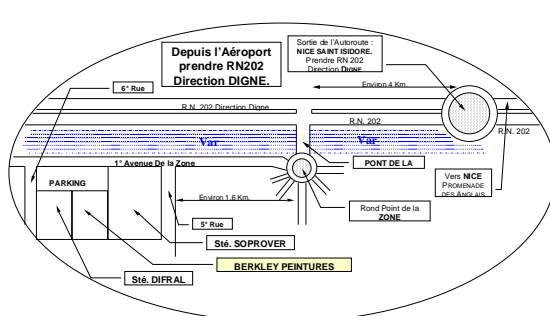 Depuis l'Aéroport
prendre RN202
Direction DIGNE.
Sortie de l'Autoroute :
NICE SAINT ISIDORE.
Prendre RN 202
Direction DIGNE
6° Rue
Environ 4 Km.
R.N. 202 Direction Digne
R.N. 202
R.N. 202
Var
Var
1° Avenue De la Zone
PONT DE LA
PARKING
Vers NICE
PROMENADE
DES ANGLAIS
Environ 1,6 Km.
Rond Point de la
ZONE
5° Rue
Sté. SOPROVER
BERKLEY PEINTURES
Sté. DIFRAL